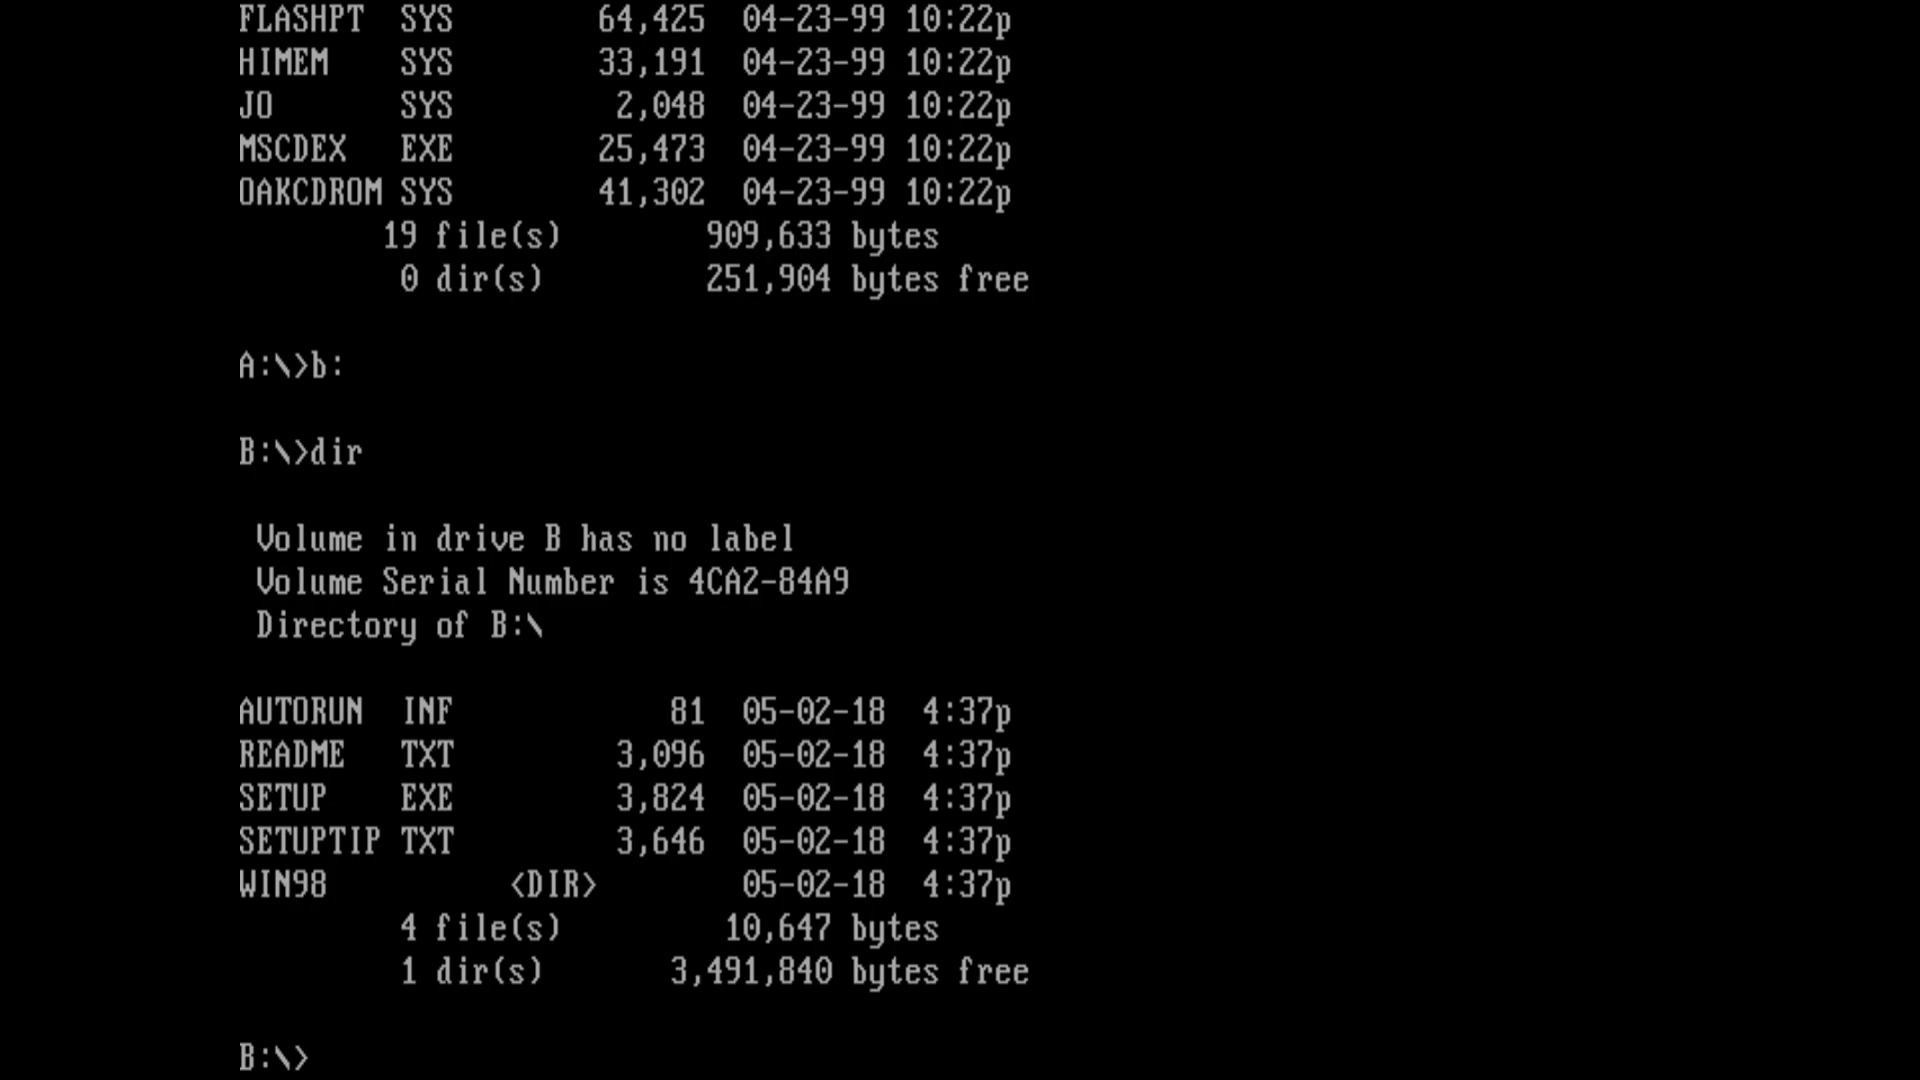 FLASHPT  SYS        64,425  04-23-99 10:22p
HIMEM    SYS        33,191  04-23-99 10:22p
JO       SYS         2,048  04-23-99 10:22p
MSCDEX   EXE        25,473  04-23-99 10:22p
OAKCDROM SYS        41,302  04-23-99 10:22p
        19 file(s)        909,633 bytes
         0 dir(s)         251,904 bytes free
A:\>b:
B:\>dir
 Volume in drive B has no label
 Volume Serial Number is 4CA2-84A9
 Directory of B:\
AUTORUN  INF            81  05-02-18  4:37p
README   TXT         3,096  05-02-18  4:37p
SETUP    EXE         3,824  05-02-18  4:37p
SETUPTIP TXT         3,646  05-02-18  4:37p
WIN98          <DIR>        05-02-18  4:37p
         4 file(s)         10,647 bytes
         1 dir(s)       3,491,840 bytes free
B:\>